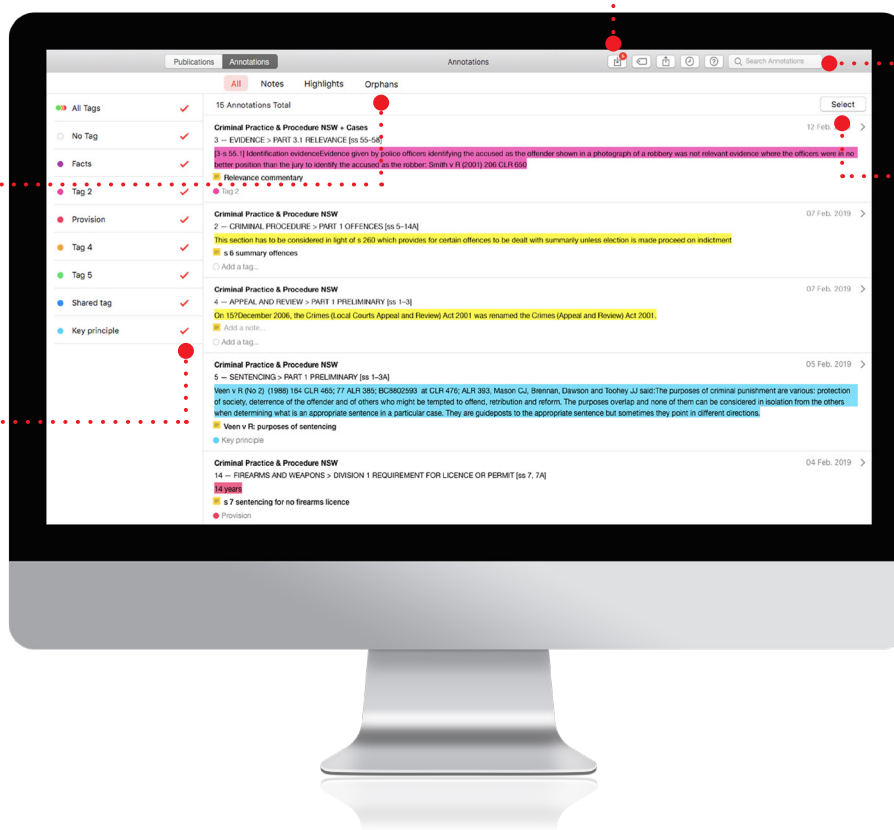 Publications Annotations
Annotations
5
Search Annotations
All Notes Highlights Orphans
All Tags
No Tag
Facts
Tag 2
Provision
Tag 4
Tag 5
Shared tag
Key principle
15 Annotations Total
Select
Criminal Practice & Procedure NSW + Cases
12 Feb.
3 — EVIDENCE > PART 3.1 RELEVANCE [ss 55-58]
[3-s 55.1] Identification evidenceEvidence given by police officers identifying the accused as the offender shown in a photograph of a robbery was not relevant evidence where the officers were in no
better position than the jury to identify the accused as the robber: Smith v R (2001) 206 CLR 650
Relevance commentary
Tag 2
Criminal Practice & Procedure NSW
07 Feb. 2019
2 — CRIMINAL PROCEDURE > PART 1 OFFENCES [ss 5-14A]
This section has to be considered in light of s 260 which provides for certain offences to be dealt with summarily unless election is made proceed on indictment
s 6 summary offences
Add a tag...
Criminal Practice & Procedure NSW
07 Feb. 2019
4 — APPEAL AND REVIEW > PART 1 PRELIMINARY [ss 1–3]
On 15?December 2006, the Crimes (Local Courts Appeal and Review) Act 2001 was renamed the Crimes (Appeal and Review) Act 2001.
Add a note...
Add a tag...
Criminal Practice & Procedure NSW
05 Feb. 2019
5 — SENTENCING > PART 1 PRELIMINARY [ss 1–3A]
Veen v R (No 2) (1988) 164 CLR 465; 77 ALR 385; BC8802593 at CLR 476; ALR 393, Mason CJ, Brennan, Dawson and Toohey JJ said:The purposes of criminal punishment are various: protection
of society, deterrence of the offender and of others who might be tempted to offend, retribution and reform. The purposes overlap and none of them can be considered in isolation from the others
when determining what is an appropriate sentence in a particular case. They are guideposts to the appropriate sentence but sometimes they point in different directions.
Veen v R: purposes of sentencing
Key principle
Criminal Practice & Procedure NSW
04 Feb. 2019
14 — FIREARMS AND WEAPONS > DIVISION 1 REQUIREMENT FOR LICENCE OR PERMIT [ss 7, 7A]
14 years
s 7 sentencing for no firearms licence
Provision